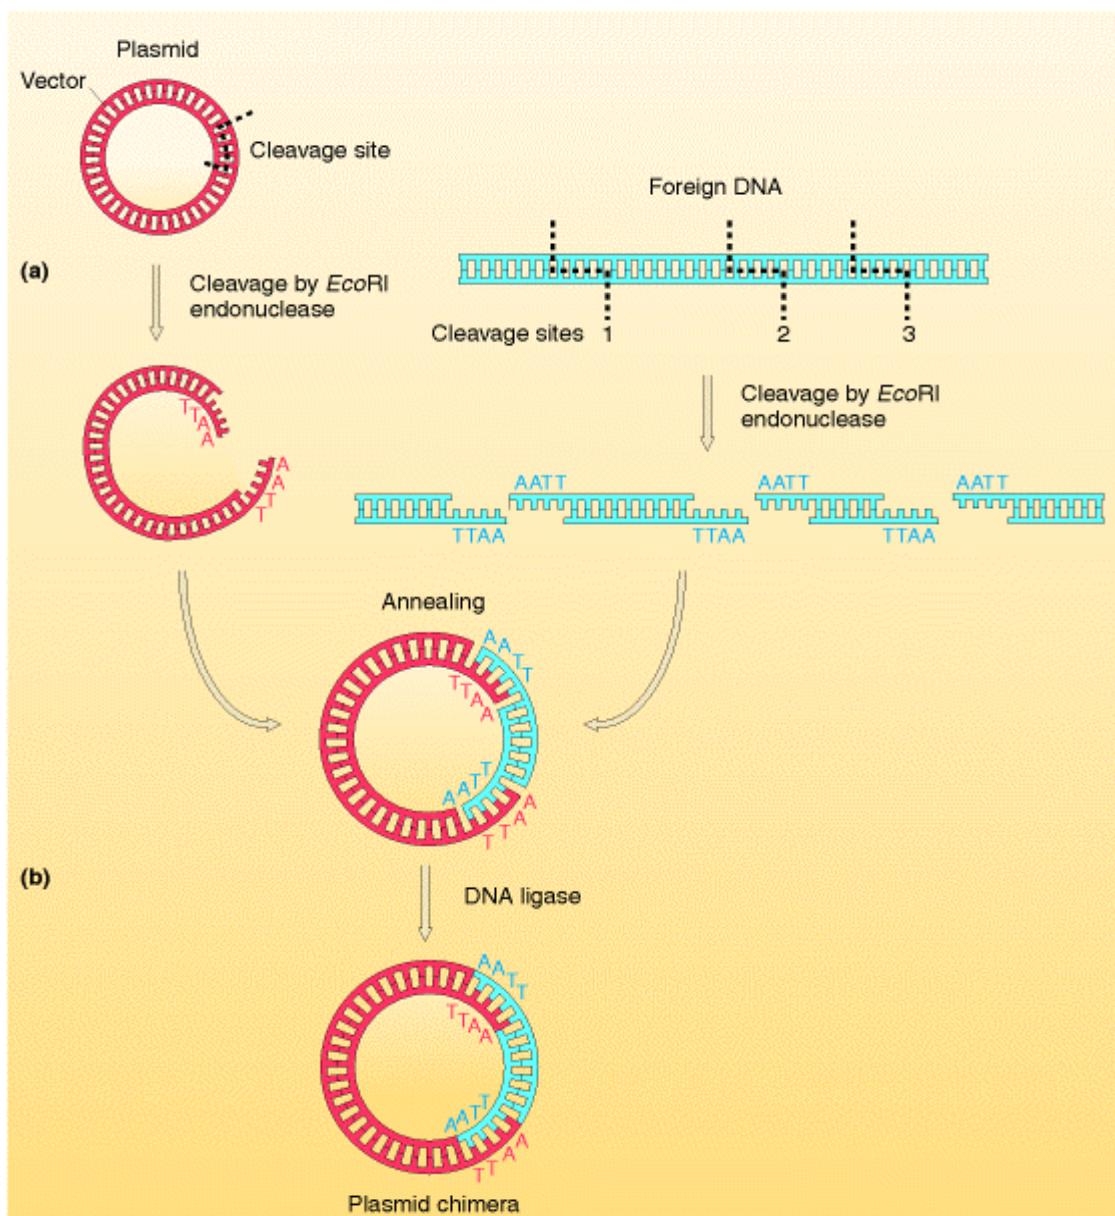 Plasmid
Vector
Cleavage site
Foreign DNA
(a)
Cleavage by EcoRI
endonuclease
Cleavage sites 1 2 3
Cleavage by EcoRI
endonuclease
TTAA
AATT
AATT AATT AATT
TTAA TTAA TTAA
Annealing
AATT
TTAA
AATT
TTAA
(b)
DNA ligase
AATT
TTAA
AATT
TTAA
Plasmid chimera